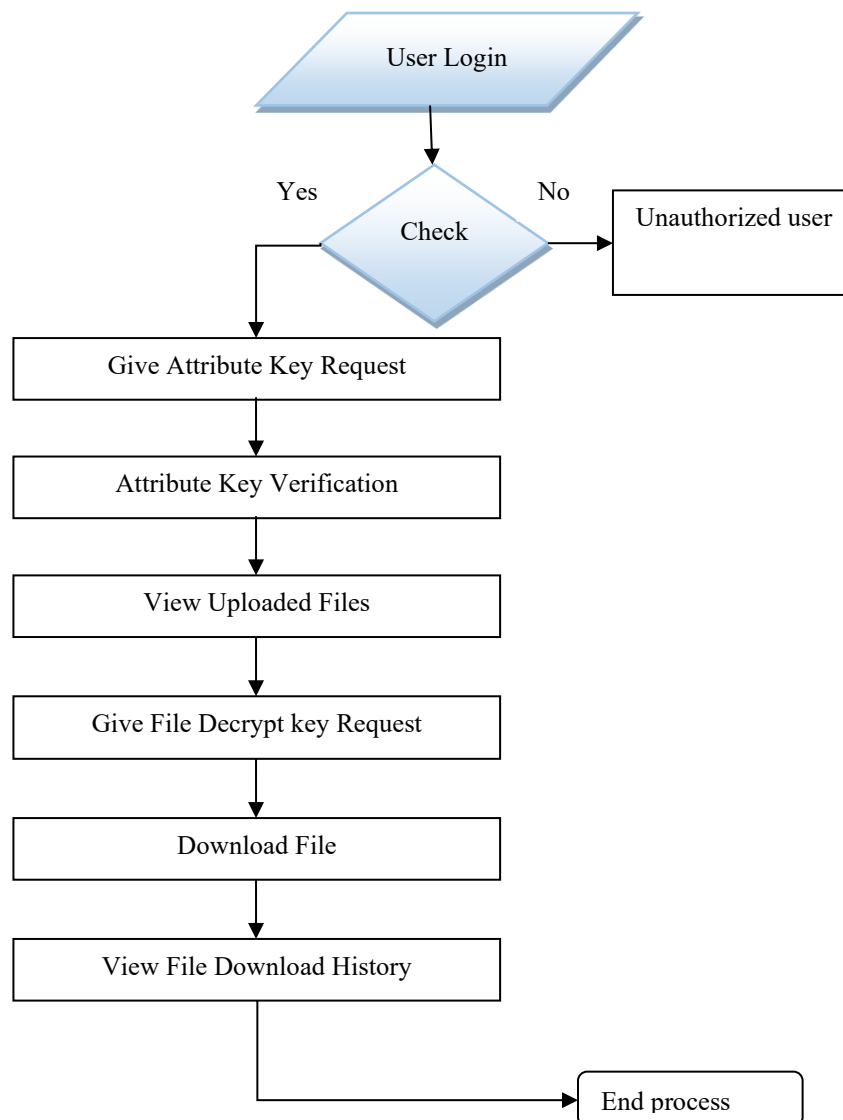 User Login
Yes
No
Check
Unauthorized user
Give Attribute Key Request
Attribute Key Verification
View Uploaded Files
Give File Decrypt key Request
Download File
View File Download History
End process